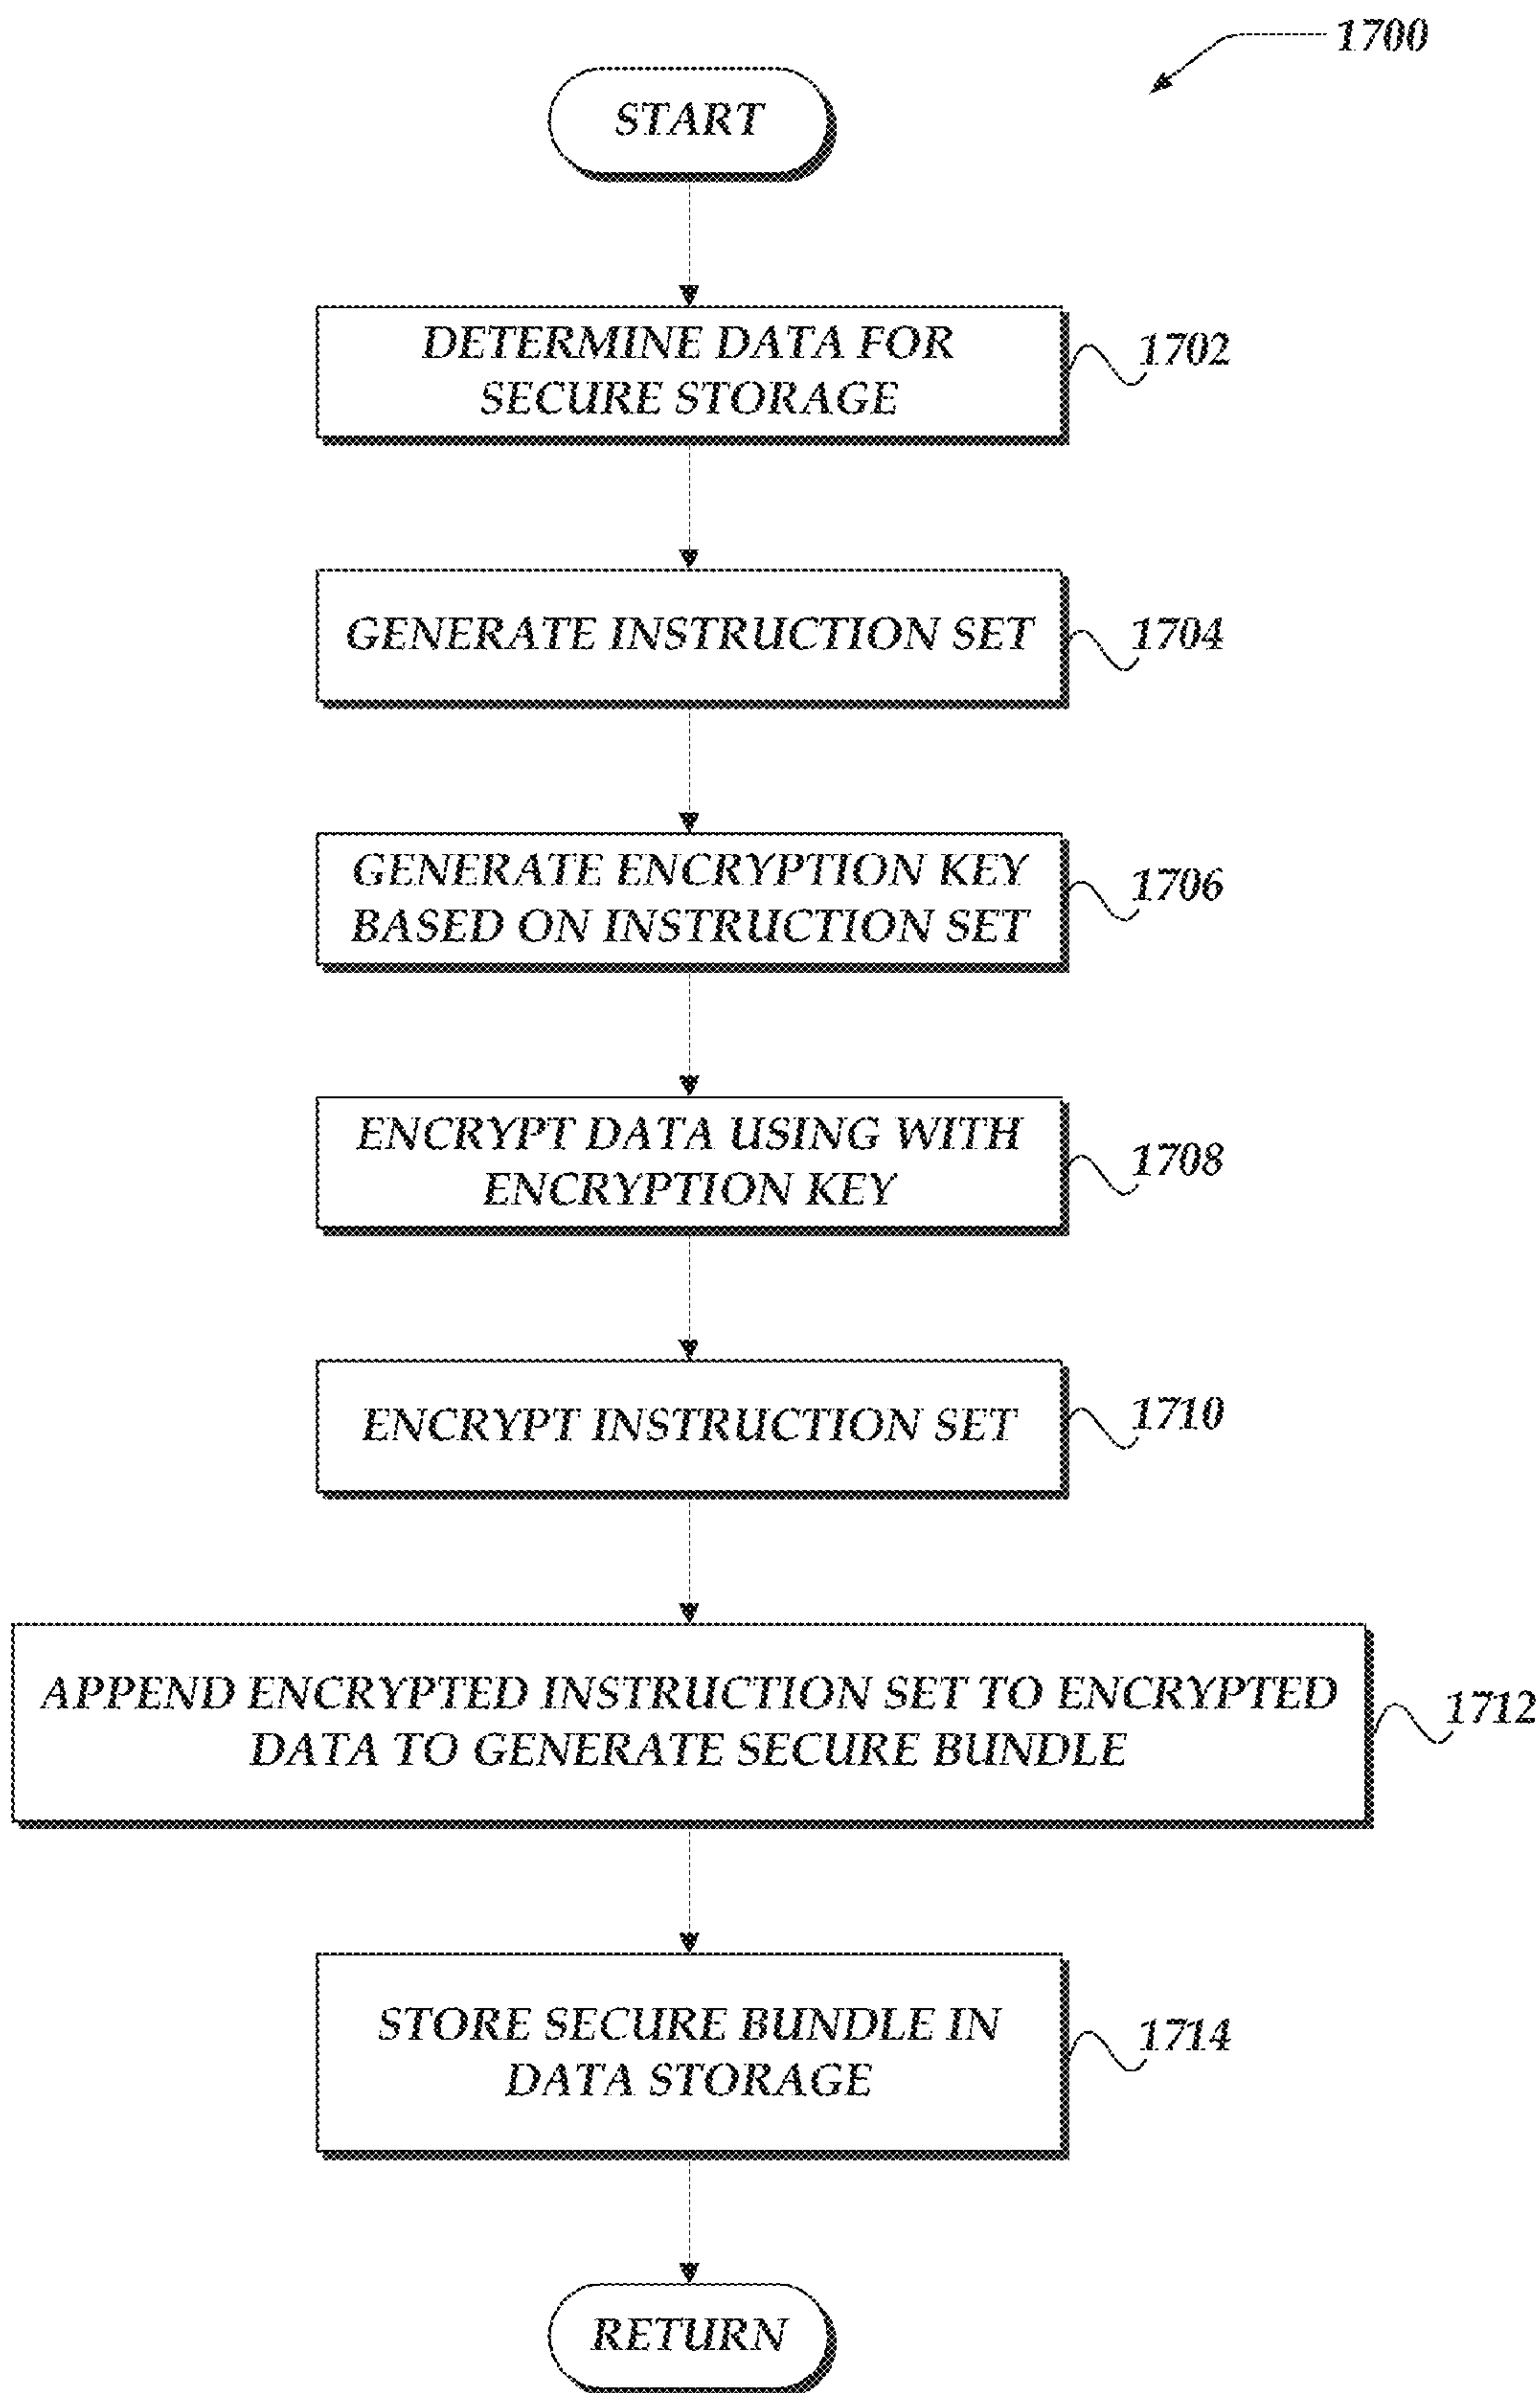 1700
START
DETERMINE DATA FOR
SECURE STORAGE
1702
GENERATE INSTRUCTION SET
1704
GENERATE ENCRYPTION KEY
BASED ON INSTRUCTION SET
1706
ENCRYPT DATA USING WITH
ENCRYPTION KEY
1708
ENCRYPT INSTRUCTION SET
1710
APPEND ENCRYPTED INSTRUCTION SET TO ENCRYPTED
DATA TO GENERATE SECURE BUNDLE
1712
STORE SECURE BUNDLE IN
DATA STORAGE
1714
RETURN